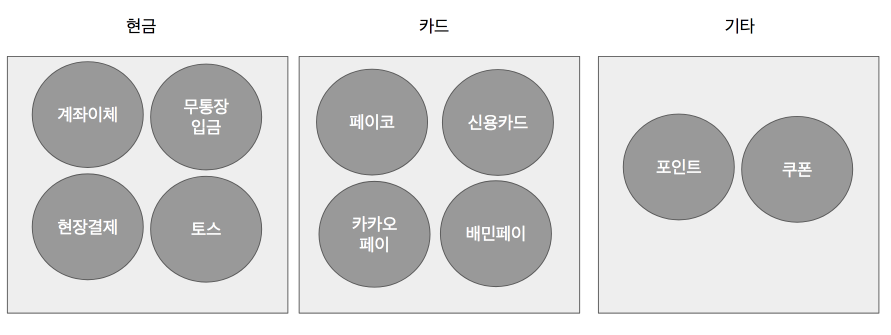 현금
카드
기타
계좌이체
무통장
입금
현장결제
토스
페이코
신용카드
카카오
페이
배민페이
포인트
쿠폰